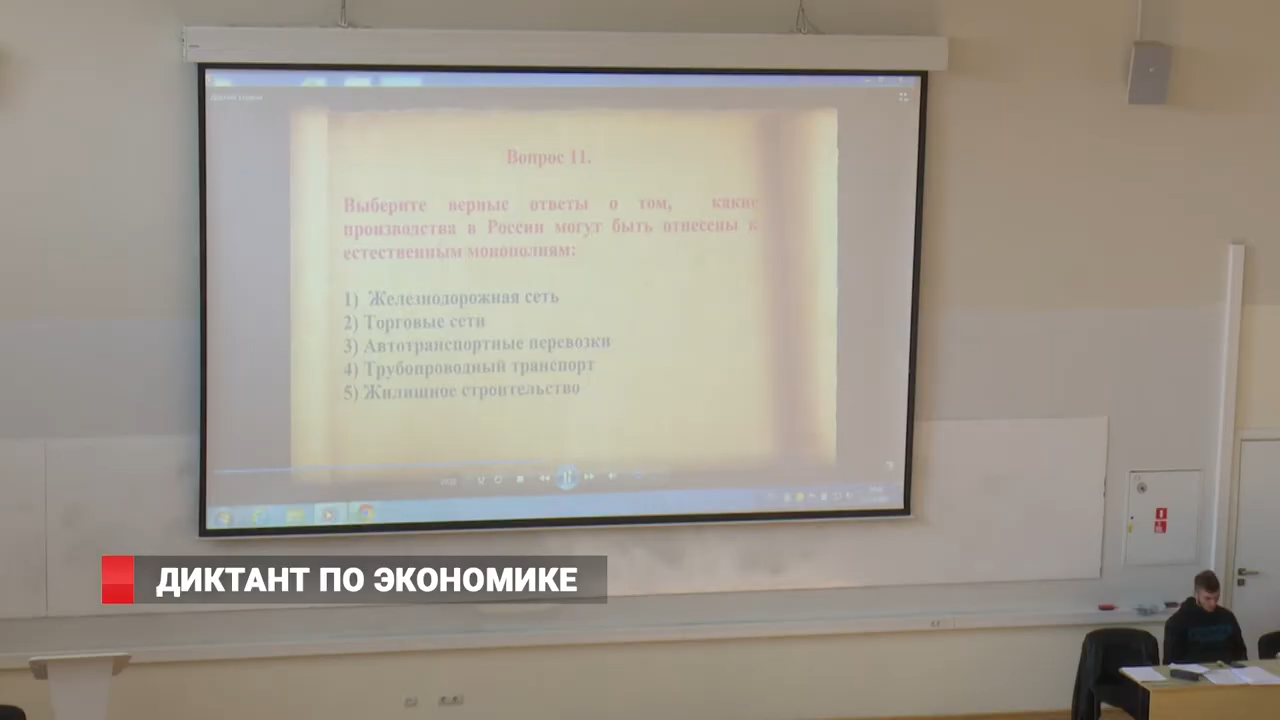 Вопрос 11.
Выберите верные ответы о том, какие
производства в России могут быть отнесены к
естественным монополиям:
1) Железнодорожная сеть
2) Торговые сети
3) Автотранспортные перевозки
4) Трубопроводный транспорт
5) Жилищное строительство
ДИКТАНТ ПО ЭКОНОМИКЕ